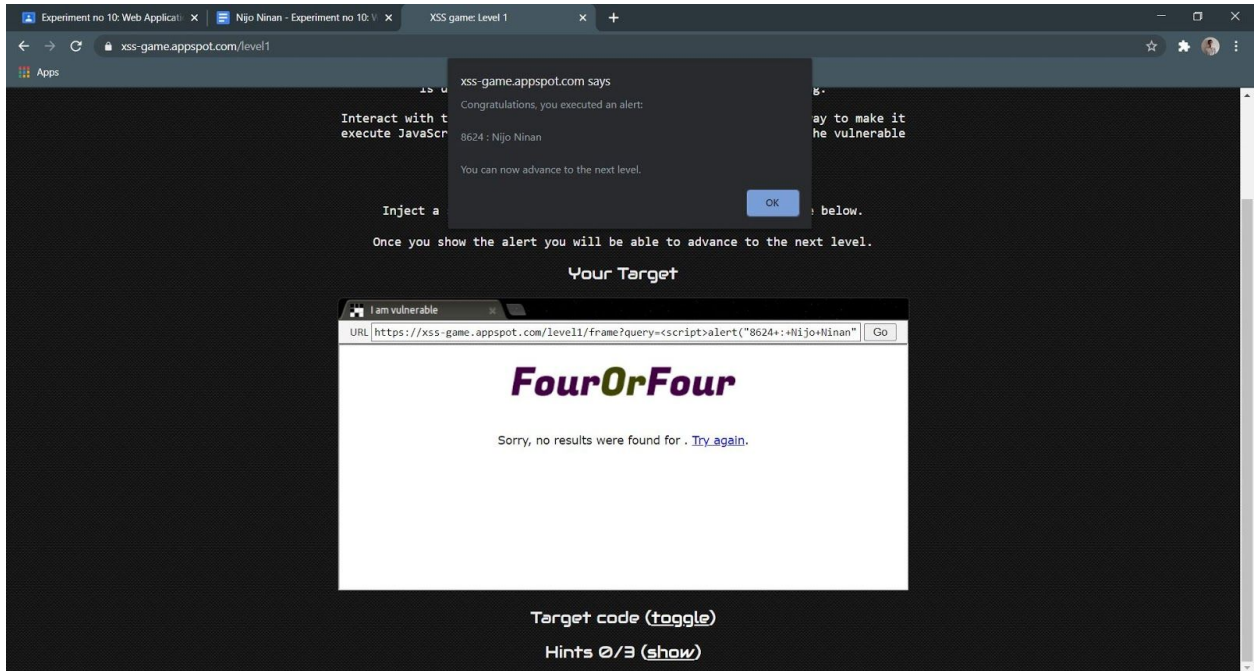 Experiment no 10: Web Applicati
Nijo Ninan - Experiment no 10: W
XSS game: Level 1
xss-game.appspot.com/level1
Apps
xss-game.appspot.com says
Congratulations, you executed an alert:
8624 : Nijo Ninan
You can now advance to the next level.
OK
Interact with t ay to make it
execute JavaScr he vulnerable
Inject a below.
Once you show the alert you will be able to advance to the next level.
Your Target
I am vulnerable
URL https://xss-game.appspot.com/level1/frame?query=<script>alert("8624+:+Nijo+Ninan" Go
FourOrFour
Sorry, no results were found for . Try again.
Target code (toggle)
Hints 0/3 (show)